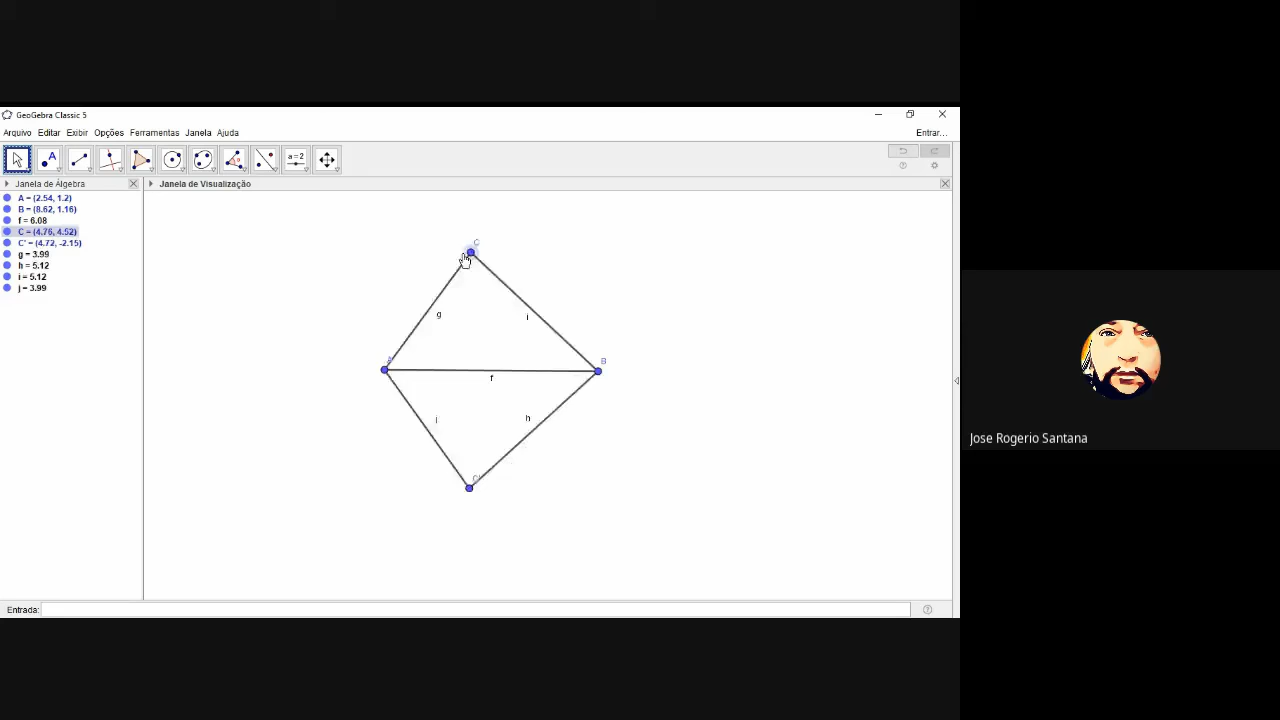 GeoGebra Classic 5
Arquivo Editar Exibir Opções Ferramentas Janela Ajuda
Entrar...
A
a = 2
Janela de Álgebra
Janela de Visualização
A = (2.54, 1.2)
B = (8.62, 1.16)
f = 6.08
C = (4.76, 4.52)
C' = (4.72, -2.15)
g = 3.99
h = 5.12
i = 5.12
j = 3.99
C
g
i
A
B
f
j
h
C'
Jose Rogerio Santana
Entrada: